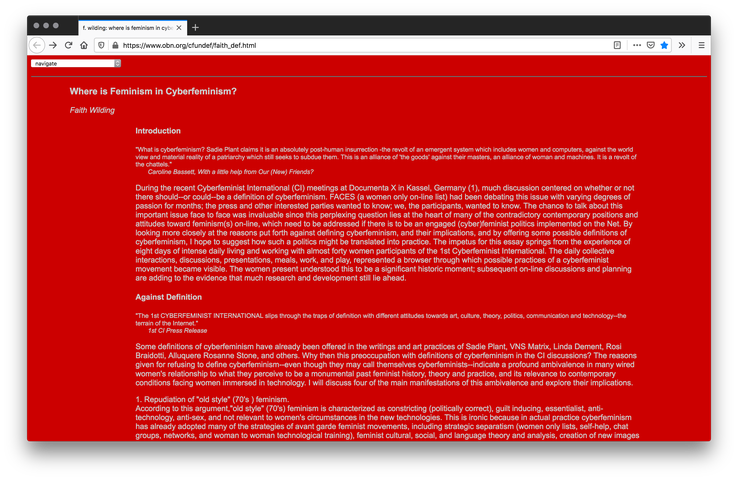 f. wilding: where is feminism in cybe
https://www.obn.org/cfundef/faith_def.html
navigate
Where is Feminism in Cyberfeminism?
Faith Wilding
Introduction
"What is cyberfeminism? Sadie Plant claims it is an absolutely post-human insurrection -the revolt of an emergent system which includes women and computers, against the world
view and material reality of a patriarchy which still seeks to subdue them. This is an alliance of 'the goods' against their masters, an alliance of woman and machines. It is a revolt of
the chattels."
Caroline Bassett, With a little help from Our (New) Friends?
During the recent Cyberfeminist International (CI) meetings at Documenta X in Kassel, Germany (1), much discussion centered on whether or not
there should--or could--be a definition of cyberfeminism. FACES (a women only on-line list) had been debating this issue with varying degrees of
passion for months; the press and other interested parties wanted to know; we, the participants, wanted to know. The chance to talk about this
important issue face to face was invaluable since this perplexing question lies at the heart of many of the contradictory contemporary positions and
attitudes toward feminism(s) on-line, which need to be addressed if there is to be an engaged (cyber)feminist politics implemented on the Net. By
looking more closely at the reasons put forth against defining cyberfeminism, and their implications, and by offering some possible definitions of
cyberfeminism, I hope to suggest how such a politics might be translated into practice. The impetus for this essay springs from the experience of
eight days of intense daily living and working with almost forty women participants of the 1st Cyberfeminist International. The daily collective
interactions, discussions, presentations, meals, work, and play, represented a browser through which possible practices of a cyberfeminist
movement became visible. The women present understood this to be a significant historic moment; subsequent on-line discussions and planning
are adding to the evidence that much research and development still lie ahead.
Against Definition
"The 1st CYBERFEMINIST INTERNATIONAL slips through the traps of definition with different attitudes towards art, culture, theory, politics, communication and technology--the
terrain of the Internet."
1st CI Press Release
Some definitions of cyberfeminism have already been offered in the writings and art practices of Sadie Plant, VNS Matrix, Linda Dement, Rosi
Braidotti, Alluquere Rosanne Stone, and others. Why then this preoccupation with definitions of cyberfeminism in the CI discussions? The reasons
given for refusing to define cyberfeminism--even though they may call themselves cyberfeminists--indicate a profound ambivalence in many wired
women's relationship to what they perceive to be a monumental past feminist history, theory and practice, and its relevance to contemporary
conditions facing women immersed in technology. I will discuss four of the main manifestations of this ambivalence and explore their implications.
1. Repudiation of "old style" (70's ) feminism.
According to this argument,"old style" (70's) feminism is characterized as constricting (politically correct), guilt inducing, essentialist, anti-
technology, anti-sex, and not relevant to women's circumstances in the new technologies. This is ironic because in actual practice cyberfeminism
has already adopted many of the strategies of avant garde feminist movements, including strategic separatism (women only lists, self-help, chat
groups, networks, and woman to woman technological training), feminist cultural, social, and language theory and analysis, creation of new images